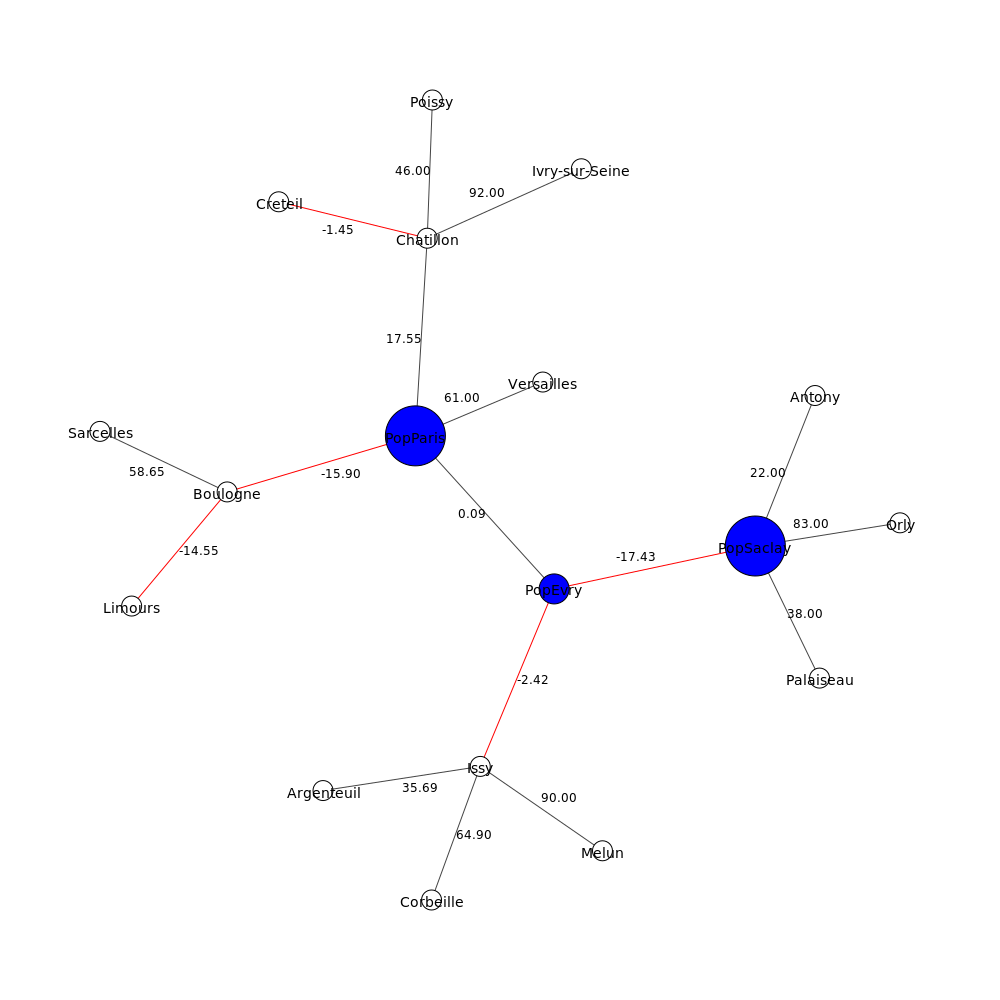 Poissy
46.00
Ivry-sur-Seine
92.00
Creteil
-1.45
Chatillon
17.55
Versailles
61.00
Antony
Sarcelles
PopParis
58.65
-15.90
22.00
Boulogne
0.09
83.00
Orly
-14.55
-17.43
PopSaclay
PopEvry
Limours
38.00
-2.42
Palaiseau
Issy
35.69
90.00
Argenteuil
64.90
Melun
Corbeille